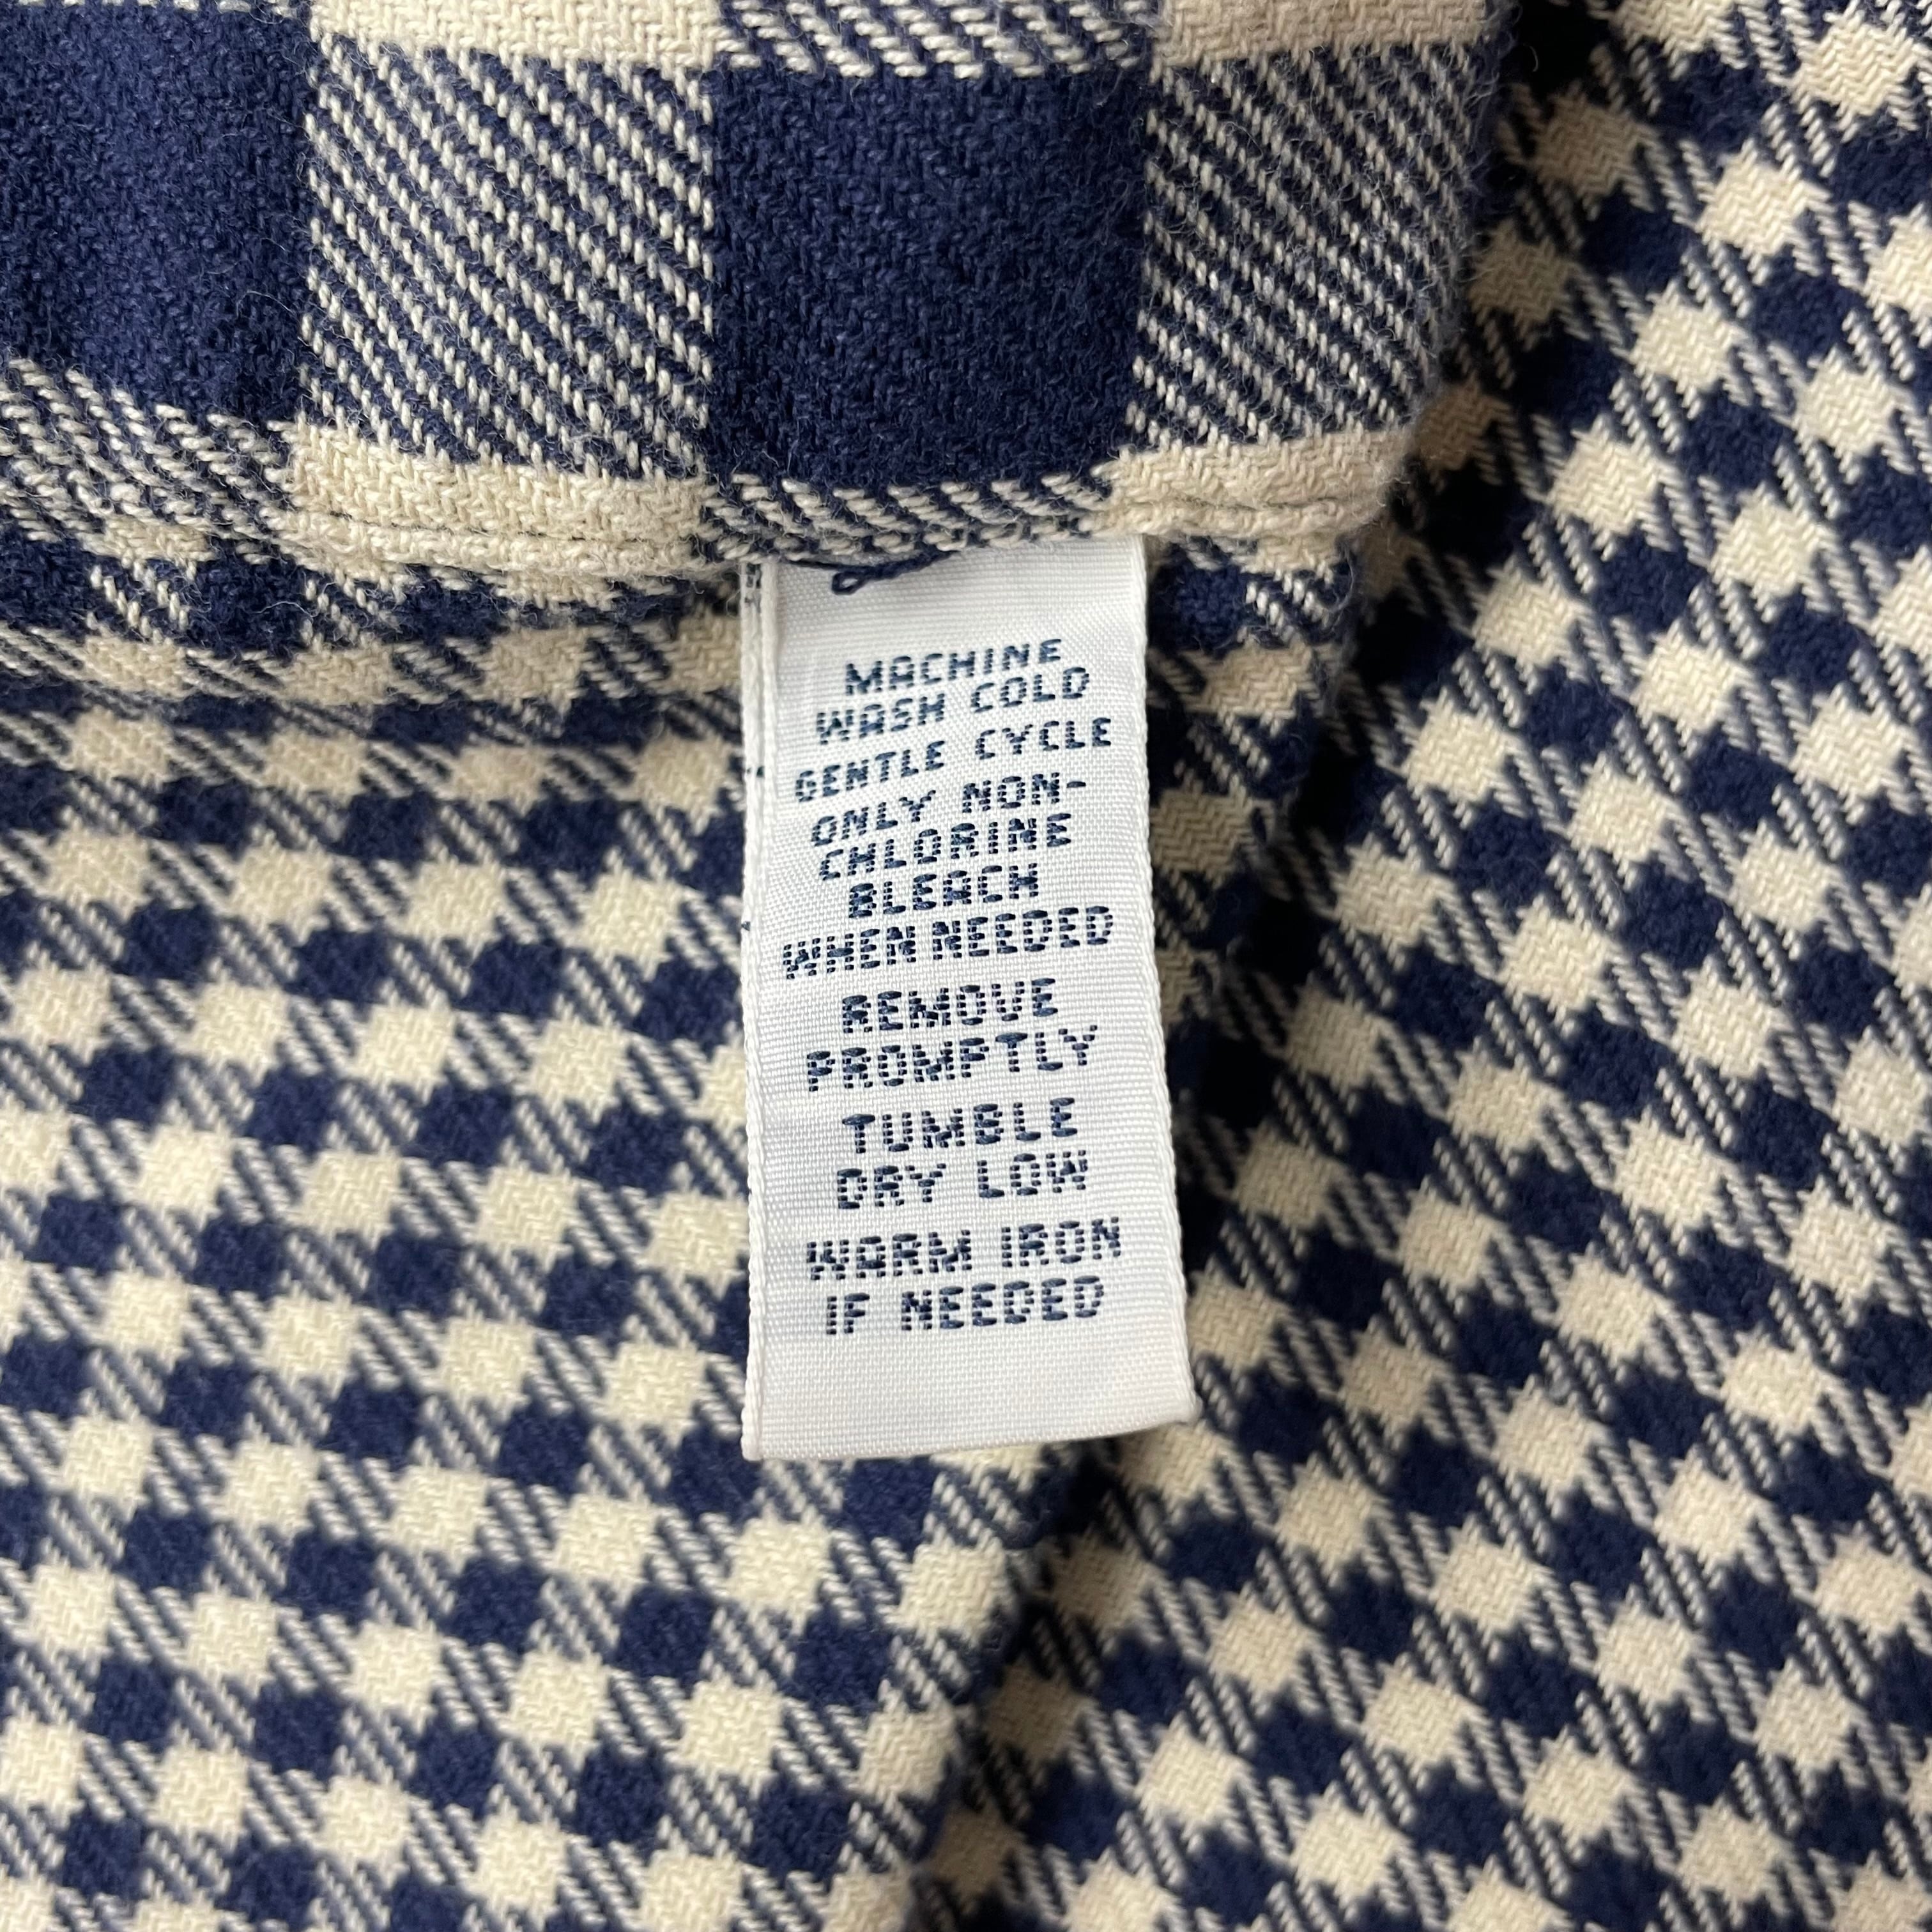 MACHINE
WASH COLD
GENTLE CYCLE
ONLY NON-
CHLORINE
BLEACH
WHEN NEEDED
REMOVE
PROMPTLY
TUMBLE
DRY LOW
WARM IRON
IF NEEDED